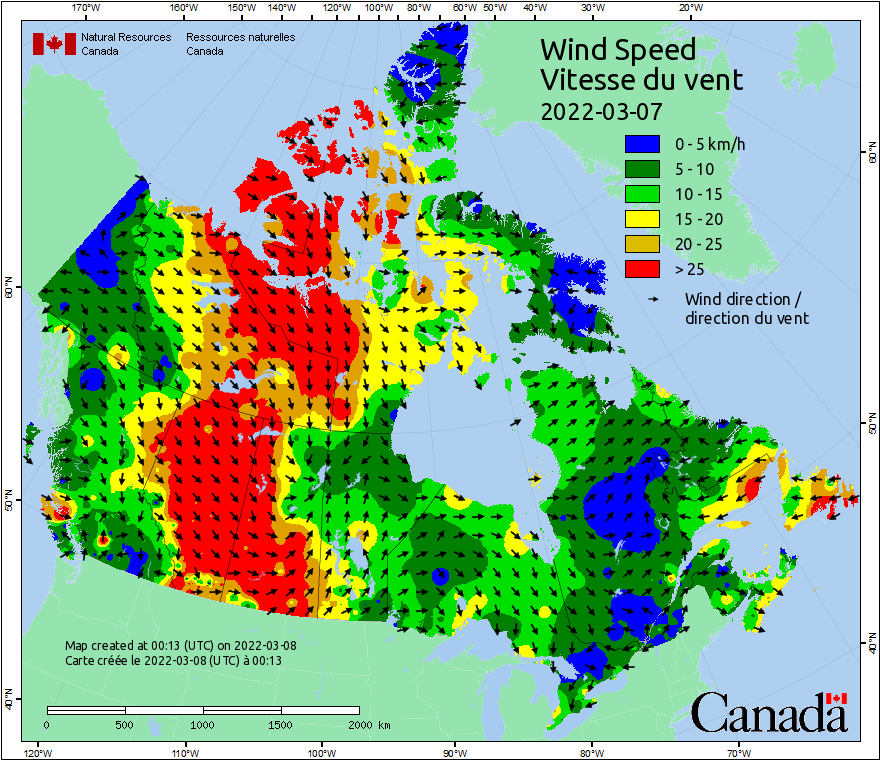 170°W 160°W 150°W 140°W 130°W 120°W 110°W 100°W 90°W 80°W 70°W 60°W 50°W 40°W 30°W 20°W
Natural Resources Ressources naturelles
Canada Canada
Wind Speed
Vitesse du vent
2022-03-07
0 - 5 km/h
5 - 10
10 - 15
15 - 20
20 - 25
> 25
Wind direction /
direction du vent
60°N 60°N
50°N 50°N
40°N 40°N
Map created at 00:13 (UTC) on 2022-03-08
Carte créée le 2022-03-08 (UTC) à 00:13
0 500 1000 1500 2000 km
Canada
120°W 110°W 100°W 90°W 80°W 70°W